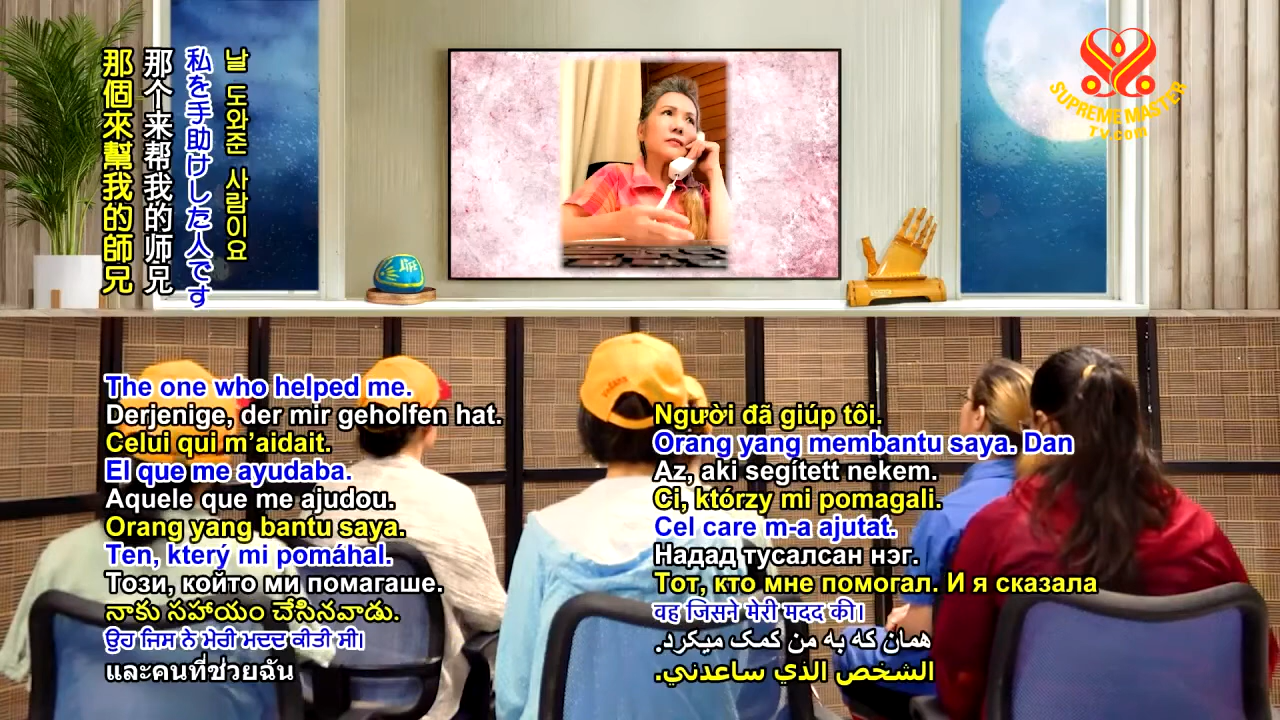 那個來幫我的師兄
那个来帮我的师兄
私を手助けした人です
날 도와준 사람이요
SUPREME MASTER
TV.com
The one who helped me.
Derjenige, der mir geholfen hat.
Celui qui m’aidait.
El que me ayudaba.
Aquele que me ajudou.
Orang yang bantu saya.
Ten, který mi pomáhal.
Този, който ми помагаше.
నాకు సహాయం చేసినవాడు.
ਉਹ ਜਿਸ ਨੇ ਮੇਰੀ ਮਦਦ ਕੀਤੀ ਸੀ।
และคนที่ช่วยฉัน
Người đã giúp tôi.
Orang yang membantu saya. Dan
Az, aki segített nekem.
Ci, którzy mi pomagali.
Cel care m-a ajutat.
Надад тусалсан нэг.
Тот, кто мне помогал. И я сказала
वह जिसने मेरी मदद की।
همان که به من کمک میکرد.
الشخص الذي ساعدني.